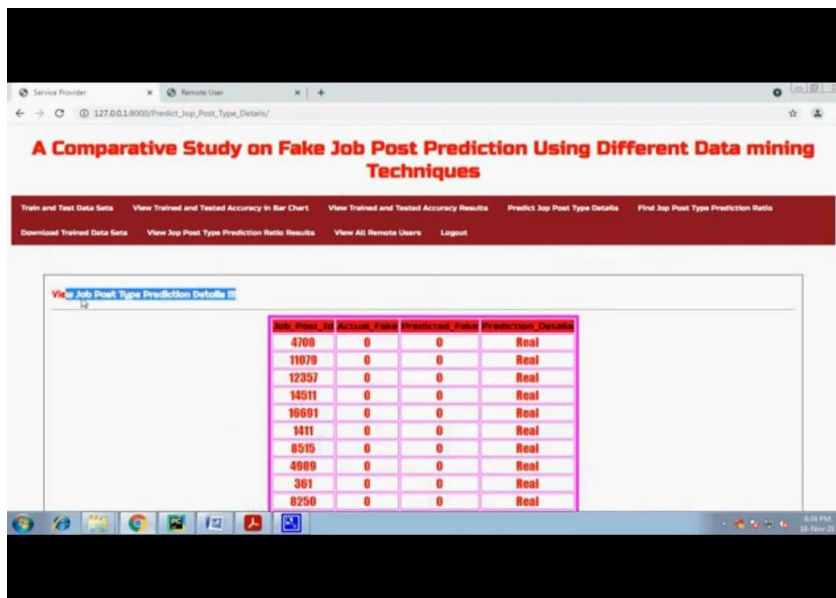 Service Provider × Remote User × +
127.0.0.1:8000/Predict_Jop_Post_Type_Details/
A Comparative Study on Fake Job Post Prediction Using Different Data mining
Techniques
Train and Test Data Sets View Trained and Tested Accuracy in Bar Chart View Trained and Tested Accuracy Results Predict Jop Post Type Details Find Jop Post Type Prediction Ratio
Download Trained Data Sets View Jop Post Type Prediction Ratio Results View All Remote Users Logout
View Job Post Type Prediction Details !!!
Job_Post_Id Actual_Fake Predicted_Fake Prediction_Details
4708 0 0 Real
11079 0 0 Real
12357 0 0 Real
14511 0 0 Real
16691 0 0 Real
1411 0 0 Real
8515 0 0 Real
4989 0 0 Real
361 0 0 Real
8250 0 0 Real
6:38 PM
16-Nov-21